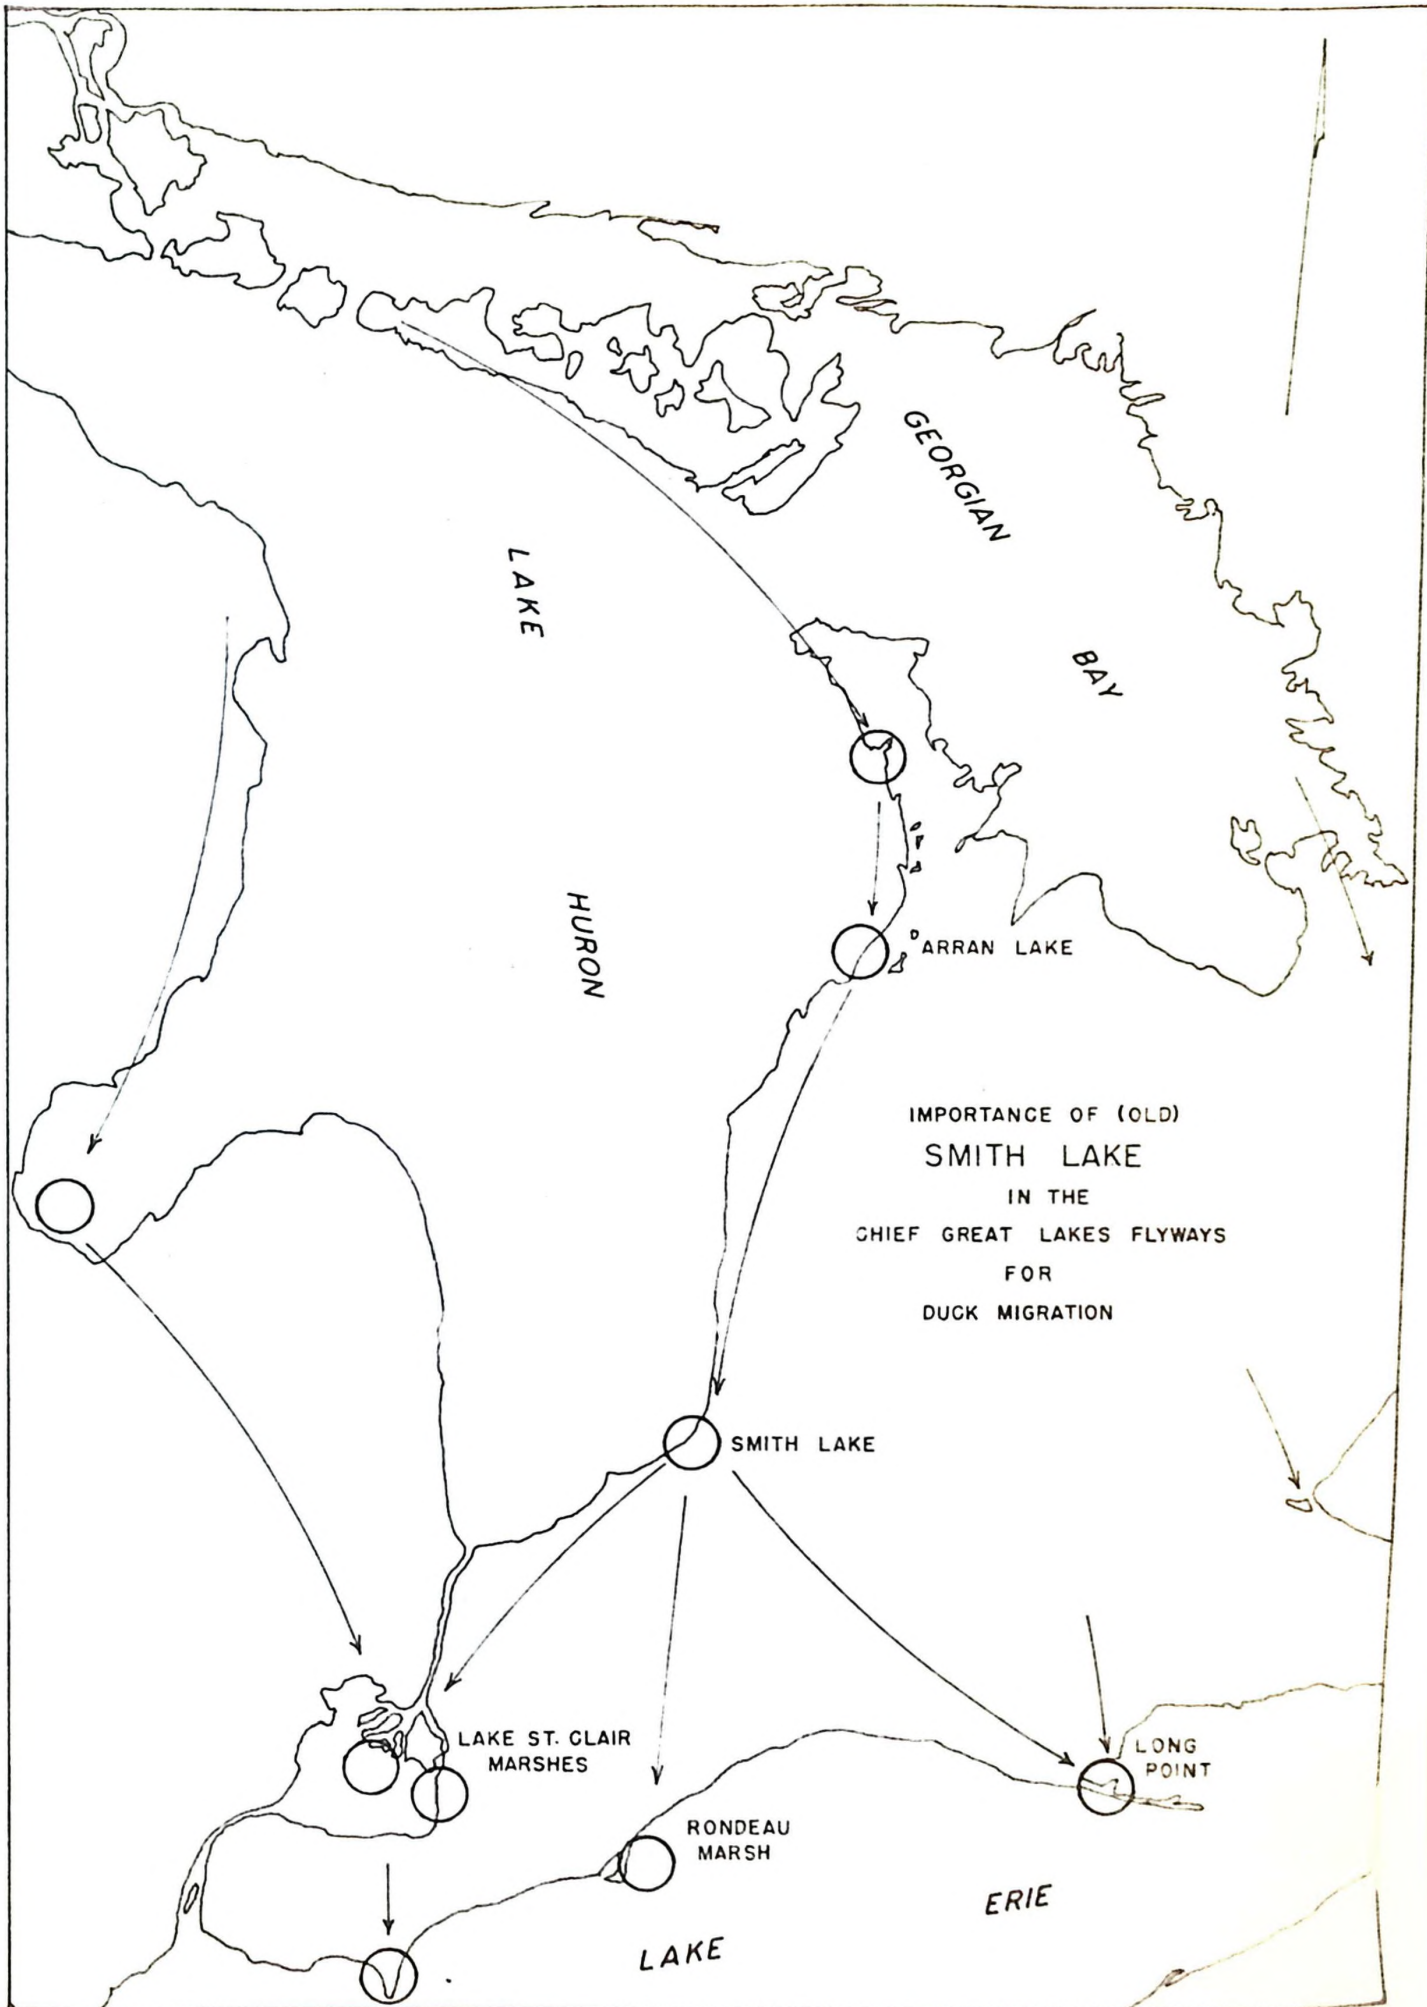 GEORGIAN
BAY
LAKE
HURON
ARRAN LAKE
IMPORTANCE OF (OLD)
SMITH LAKE
IN THE
CHIEF GREAT LAKES FLYWAYS
FOR
DUCK MIGRATION
SMITH LAKE
LAKE ST. CLAIR
MARSHES
LONG
POINT
RONDEAU
MARSH
LAKE
ERIE